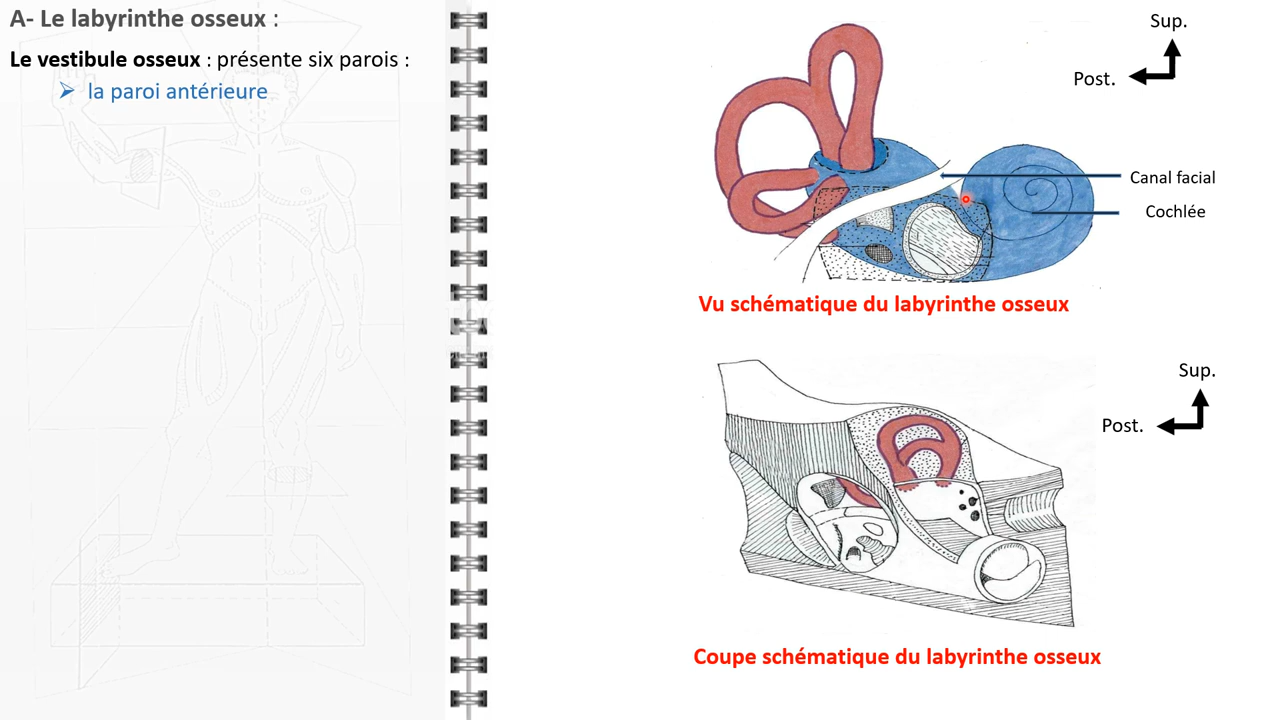 A- Le labyrinthe osseux :
Le vestibule osseux : présente six parois :
la paroi antérieure
Sup.
Post.
Canal facial
Cochlée
Vu schématique du labyrinthe osseux
Sup.
Post.
Coupe schématique du labyrinthe osseux